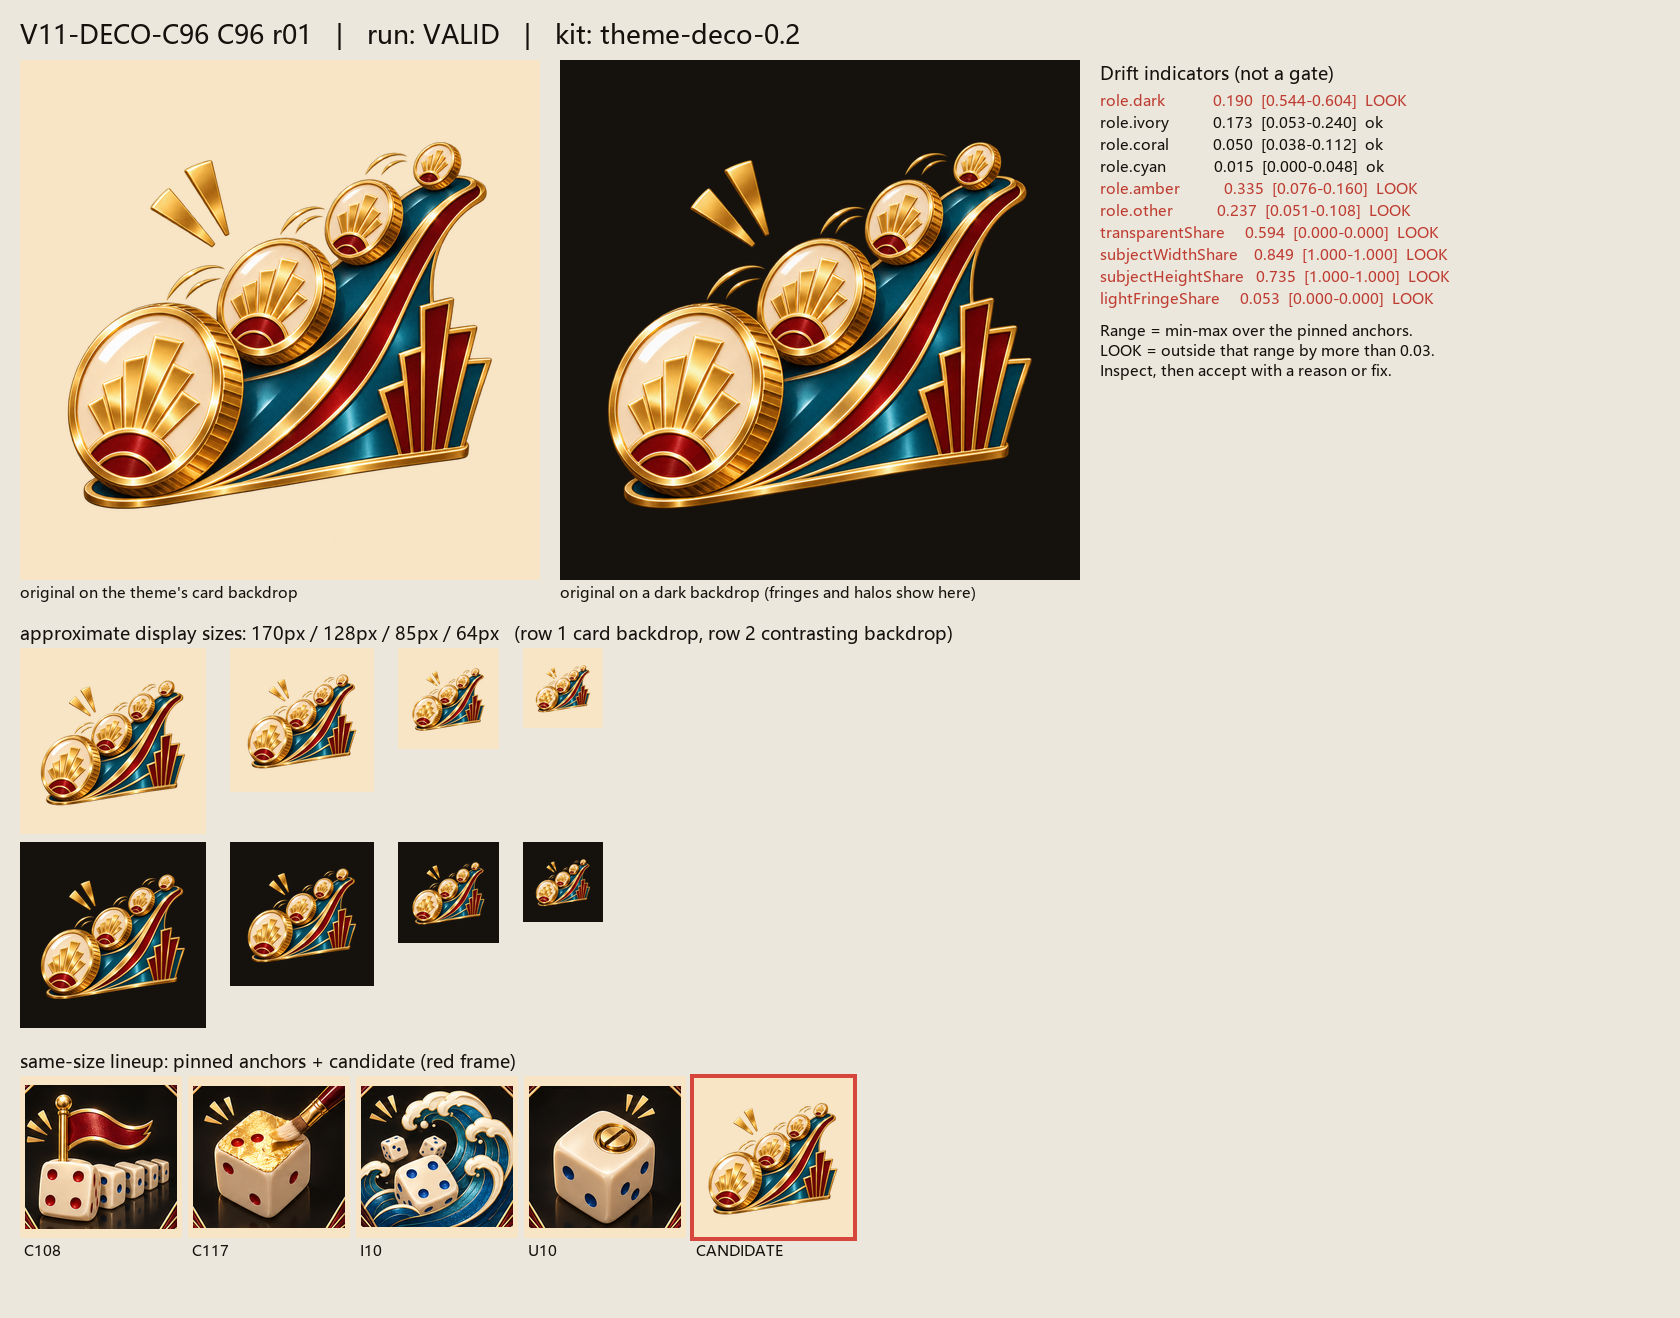 V11-DECO-C96 C96 r01 | run: VALID | kit: theme-deco-0.2
Drift indicators (not a gate)
role.dark 0.190 [0.544-0.604] LOOK
role.ivory 0.173 [0.053-0.240] ok
role.coral 0.050 [0.038-0.112] ok
role.cyan 0.015 [0.000-0.048] ok
role.amber 0.335 [0.076-0.160] LOOK
role.other 0.237 [0.051-0.108] LOOK
transparentShare 0.594 [0.000-0.000] LOOK
subjectWidthShare 0.849 [1.000-1.000] LOOK
subjectHeightShare 0.735 [1.000-1.000] LOOK
lightFringeShare 0.053 [0.000-0.000] LOOK
Range = min-max over the pinned anchors.
LOOK = outside that range by more than 0.03.
Inspect, then accept with a reason or fix.
original on the theme's card backdrop
original on a dark backdrop (fringes and halos show here)
approximate display sizes: 170px / 128px / 85px / 64px (row 1 card backdrop, row 2 contrasting backdrop)
same-size lineup: pinned anchors + candidate (red frame)
C108
C117
I10
U10
CANDIDATE